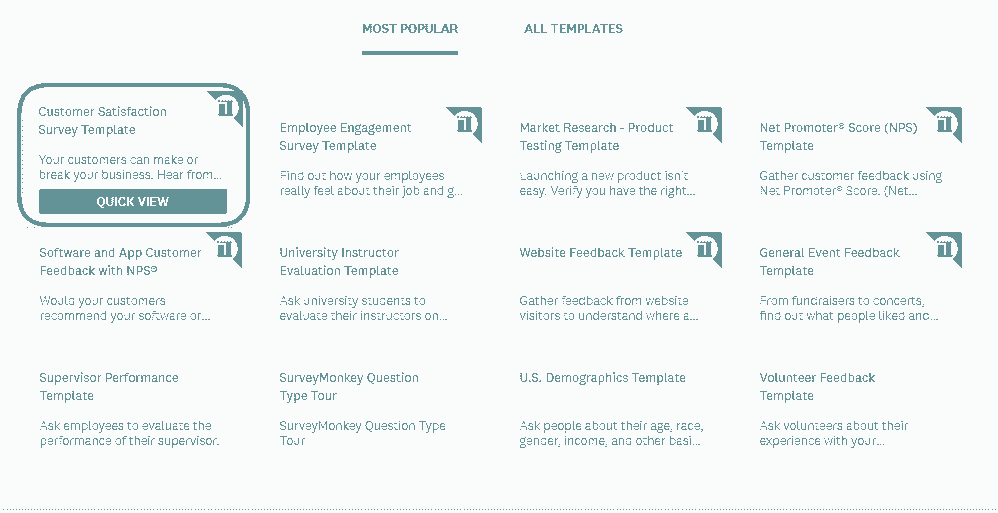 MOST POPULAR
ALL TEMPLATES
Customer Satisfaction
Survey Template
Your customers can make or
break your business. Hear from...
QUICK VIEW
Employee Engagement
Survey Template
Find out how your employees
really feel about their job and g...
Market Research - Product
Testing Template
Launching a new product isn't
easy. Verify you have the right...
Net Promoter® Score (NPS)
Template
Gather customer feedback using
Net Promoter® Score. (Net...
Software and App Customer
Feedback with NPS®
Would your customers
recommend your software or...
University Instructor
Evaluation Template
Ask university students to
evaluate their instructors on...
Website Feedback Template
Gather feedback from website
visitors to understand where a...
General Event Feedback
Template
From fundraisers to concerts,
find out what people liked and...
Supervisor Performance
Template
Ask employees to evaluate the
performance of their supervisor.
SurveyMonkey Question
Type Tour
SurveyMonkey Question Type
Tour
U.S. Demographics Template
Ask people about their age, race,
gender, income, and other basi...
Volunteer Feedback
Template
Ask volunteers about their
experience with your...